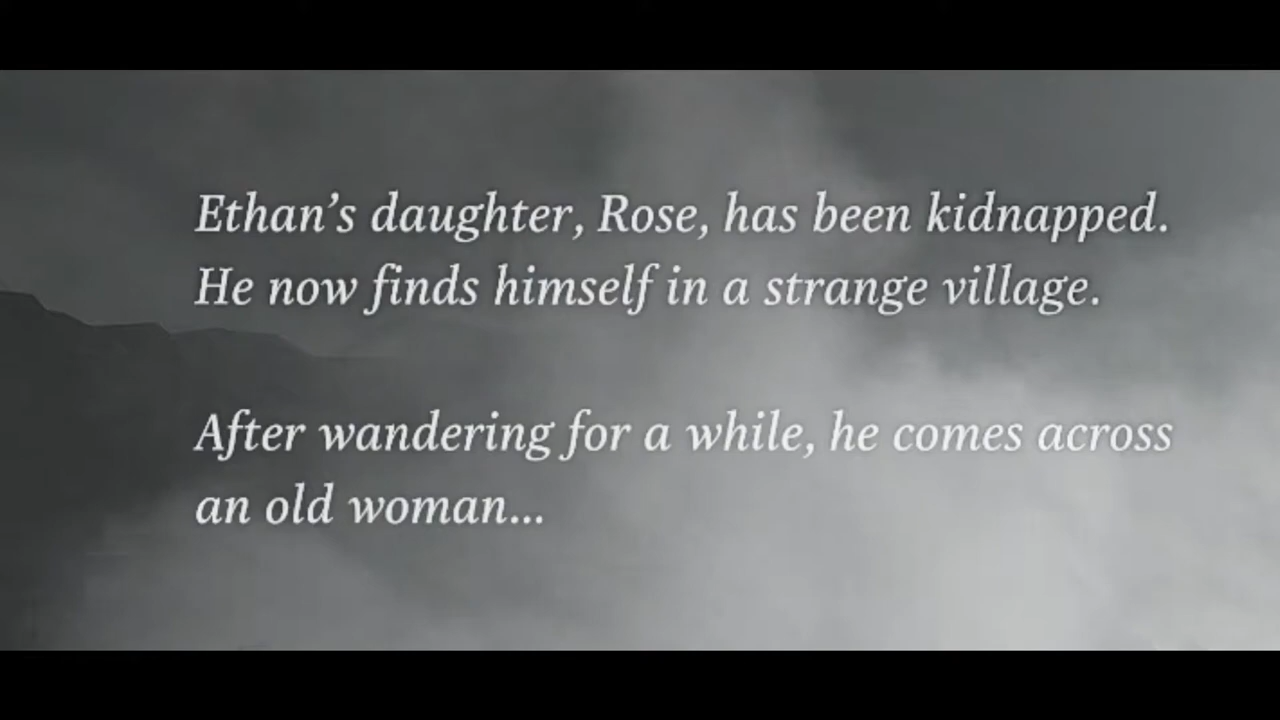 Ethan’s daughter, Rose, has been kidnapped.
He now finds himself in a strange village.
After wandering for a while, he comes across
an old woman...